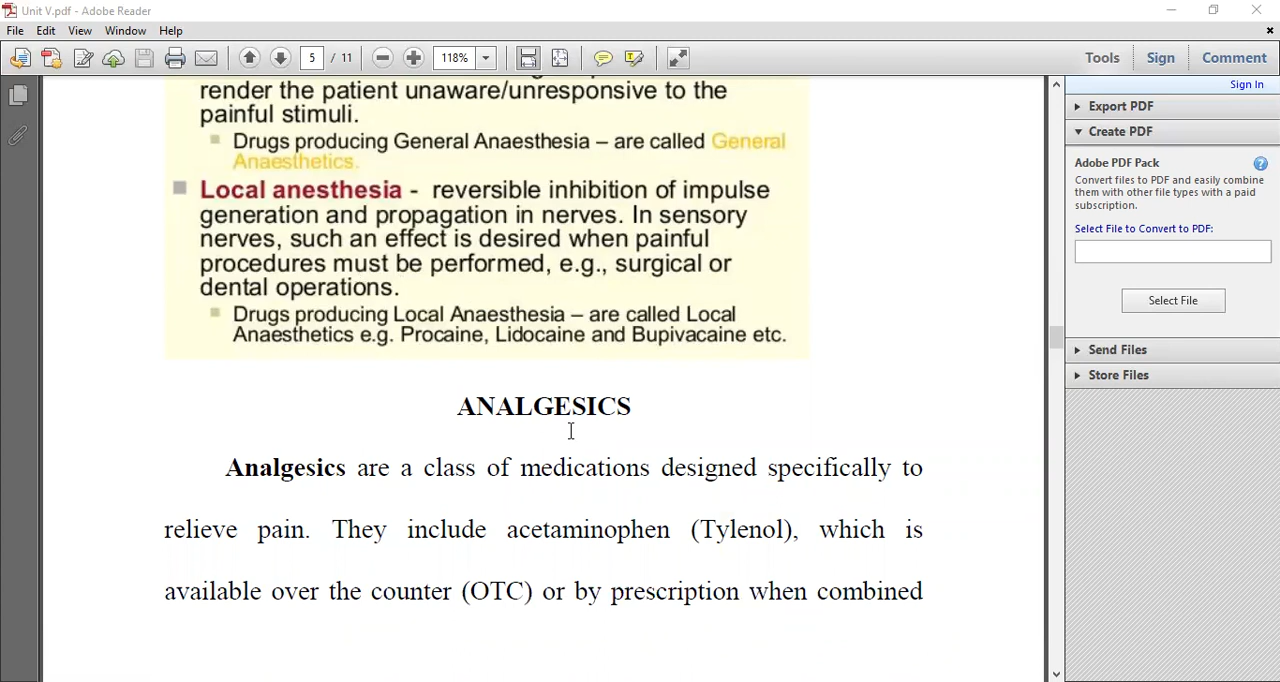 Unit V.pdf - Adobe Reader
File Edit View Window Help
5 / 11 118% Tools Sign Comment
Sign In
Export PDF
Create PDF
Adobe PDF Pack
Convert files to PDF and easily combine
them with other file types with a paid
subscription.
Select File to Convert to PDF:
Select File
Send Files
Store Files
render the patient unaware/unresponsive to the
painful stimuli.
Drugs producing General Anaesthesia – are called General
Anaesthetics.
Local anesthesia - reversible inhibition of impulse
generation and propagation in nerves. In sensory
nerves, such an effect is desired when painful
procedures must be performed, e.g., surgical or
dental operations.
Drugs producing Local Anaesthesia – are called Local
Anaesthetics e.g. Procaine, Lidocaine and Bupivacaine etc.
ANALGESICS
Analgesics are a class of medications designed specifically to
relieve pain. They include acetaminophen (Tylenol), which is
available over the counter (OTC) or by prescription when combined